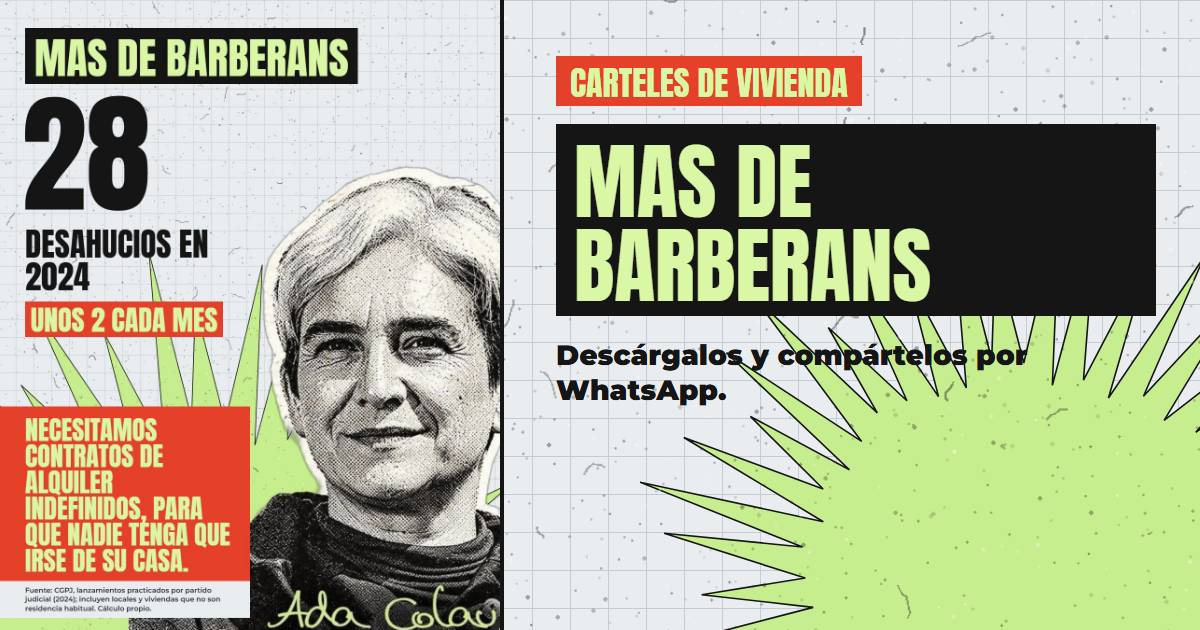 MAS DE BARBERANS
28
DESAHUCIOS EN
2024
UNOS 2 CADA MES
NECESITAMOS
CONTRATOS DE
ALQUILER
INDEFINIDOS, PARA
QUE NADIE TENGA QUE
IRSE DE SU CASA.
Fuente: CGPJ, lanzamientos practicados por partido
judicial (2024); incluyen locales y viviendas que no son
residencia habitual. Cálculo propio.
Ada Colau
CARTELES DE VIVIENDA
MAS DE
BARBERANS
Descárgalos y compártelos por
WhatsApp.